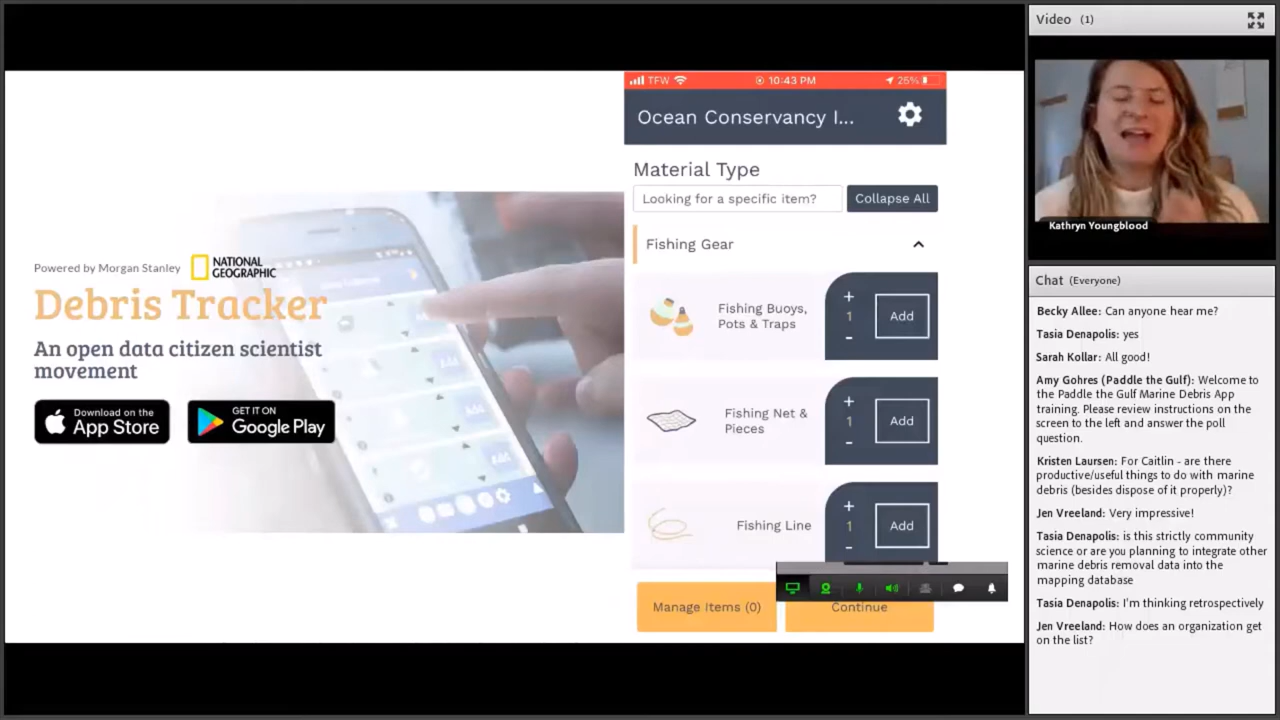 Powered by Morgan Stanley
NATIONAL
GEOGRAPHIC
Debris Tracker
An open data citizen scientist
movement
Download on the
App Store
GET IT ON
Google Play
TFW
10:43 PM
26%
Ocean Conservancy I...
Material Type
Looking for a specific item?
Collapse All
Fishing Gear
Fishing Buoys,
Pots & Traps
+
1
-
Add
Fishing Net &
Pieces
+
1
-
Add
Fishing Line
+
1
-
Add
Manage Items (0)
Continue
Video (1)
Kathryn Youngblood
Chat (Everyone)
Becky Allee: Can anyone hear me?
Tasia Denapolis: yes
Sarah Kollar: All good!
Amy Gohres (Paddle the Gulf): Welcome to
the Paddle the Gulf Marine Debris App
training. Please review instructions on the
screen to the left and answer the poll
question.
Kristen Laursen: For Caitlin - are there
productive/useful things to do with marine
debris (besides dispose of it properly)?
Jen Vreeland: Very impressive!
Tasia Denapolis: is this strictly community
science or are you planning to integrate other
marine debris removal data into the
mapping database
Tasia Denapolis: I'm thinking retrospectively
Jen Vreeland: How does an organization get
on the list?